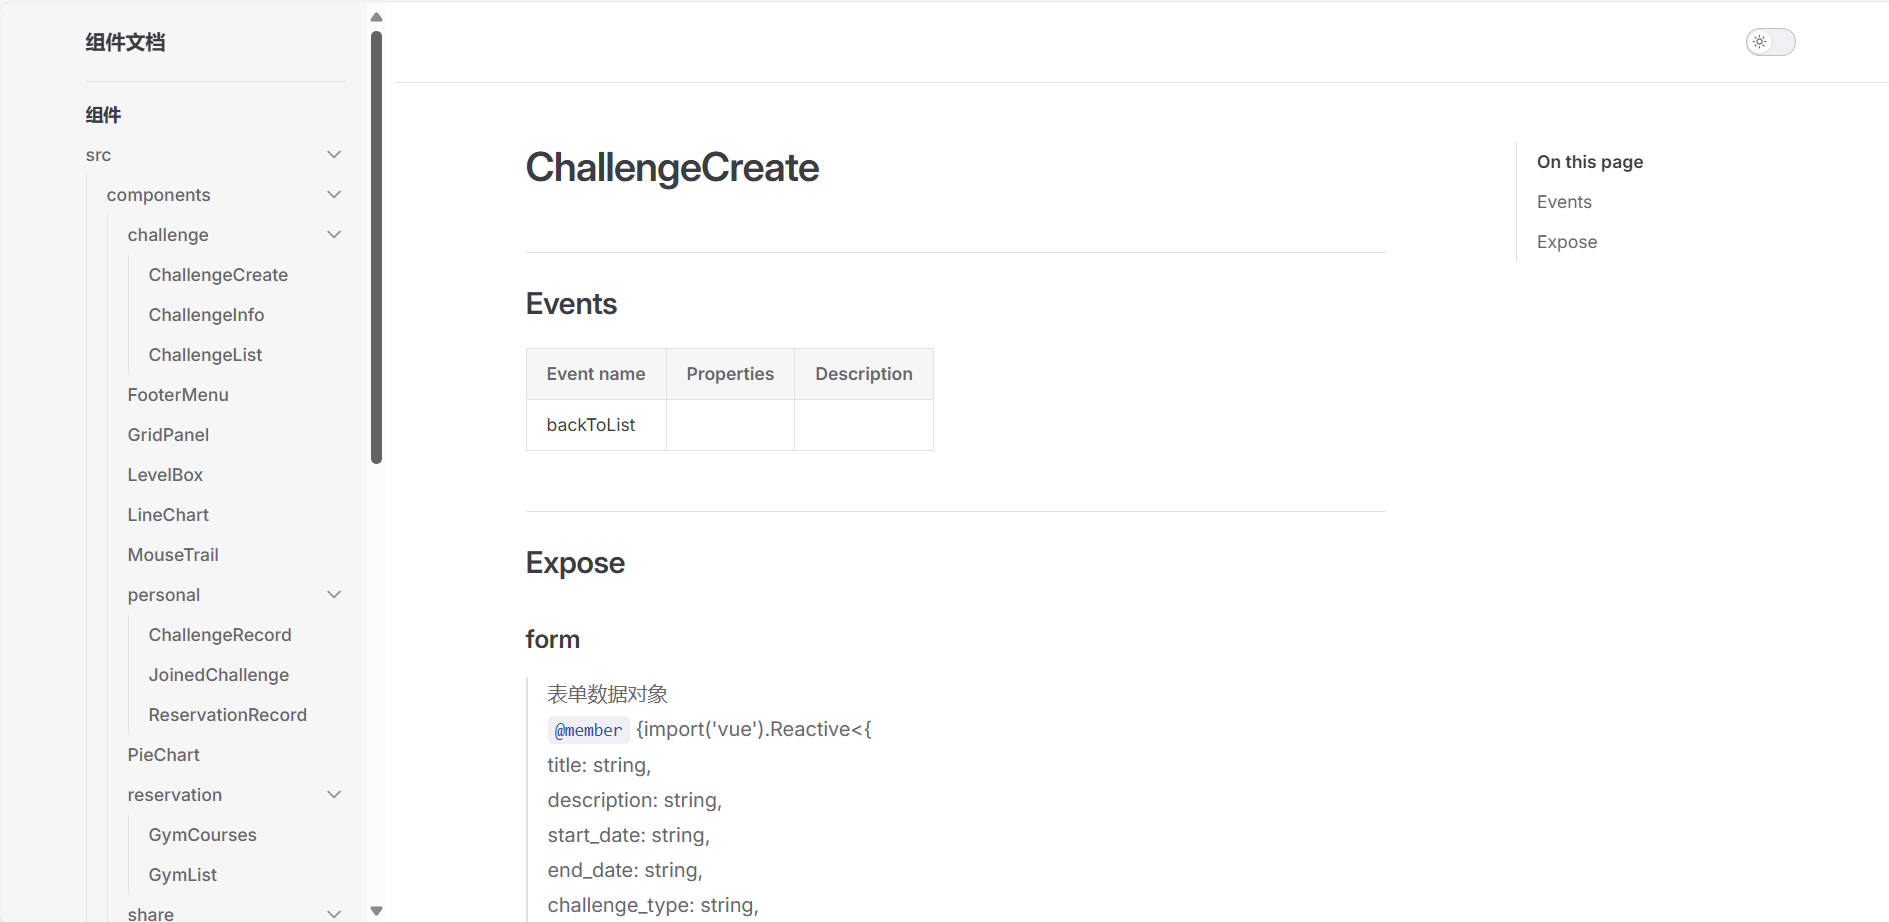 组件文档
组件
src
components
challenge
ChallengeCreate
ChallengeInfo
ChallengeList
FooterMenu
GridPanel
LevelBox
LineChart
MouseTrail
personal
ChallengeRecord
JoinedChallenge
ReservationRecord
PieChart
reservation
GymCourses
GymList
share
ChallengeCreate
Events
Event name Properties Description
backToList
Expose
form
表单数据对象
@member {import('vue').Reactive<{
title: string,
description: string,
start_date: string,
end_date: string,
challenge_type: string,
On this page
Events
Expose